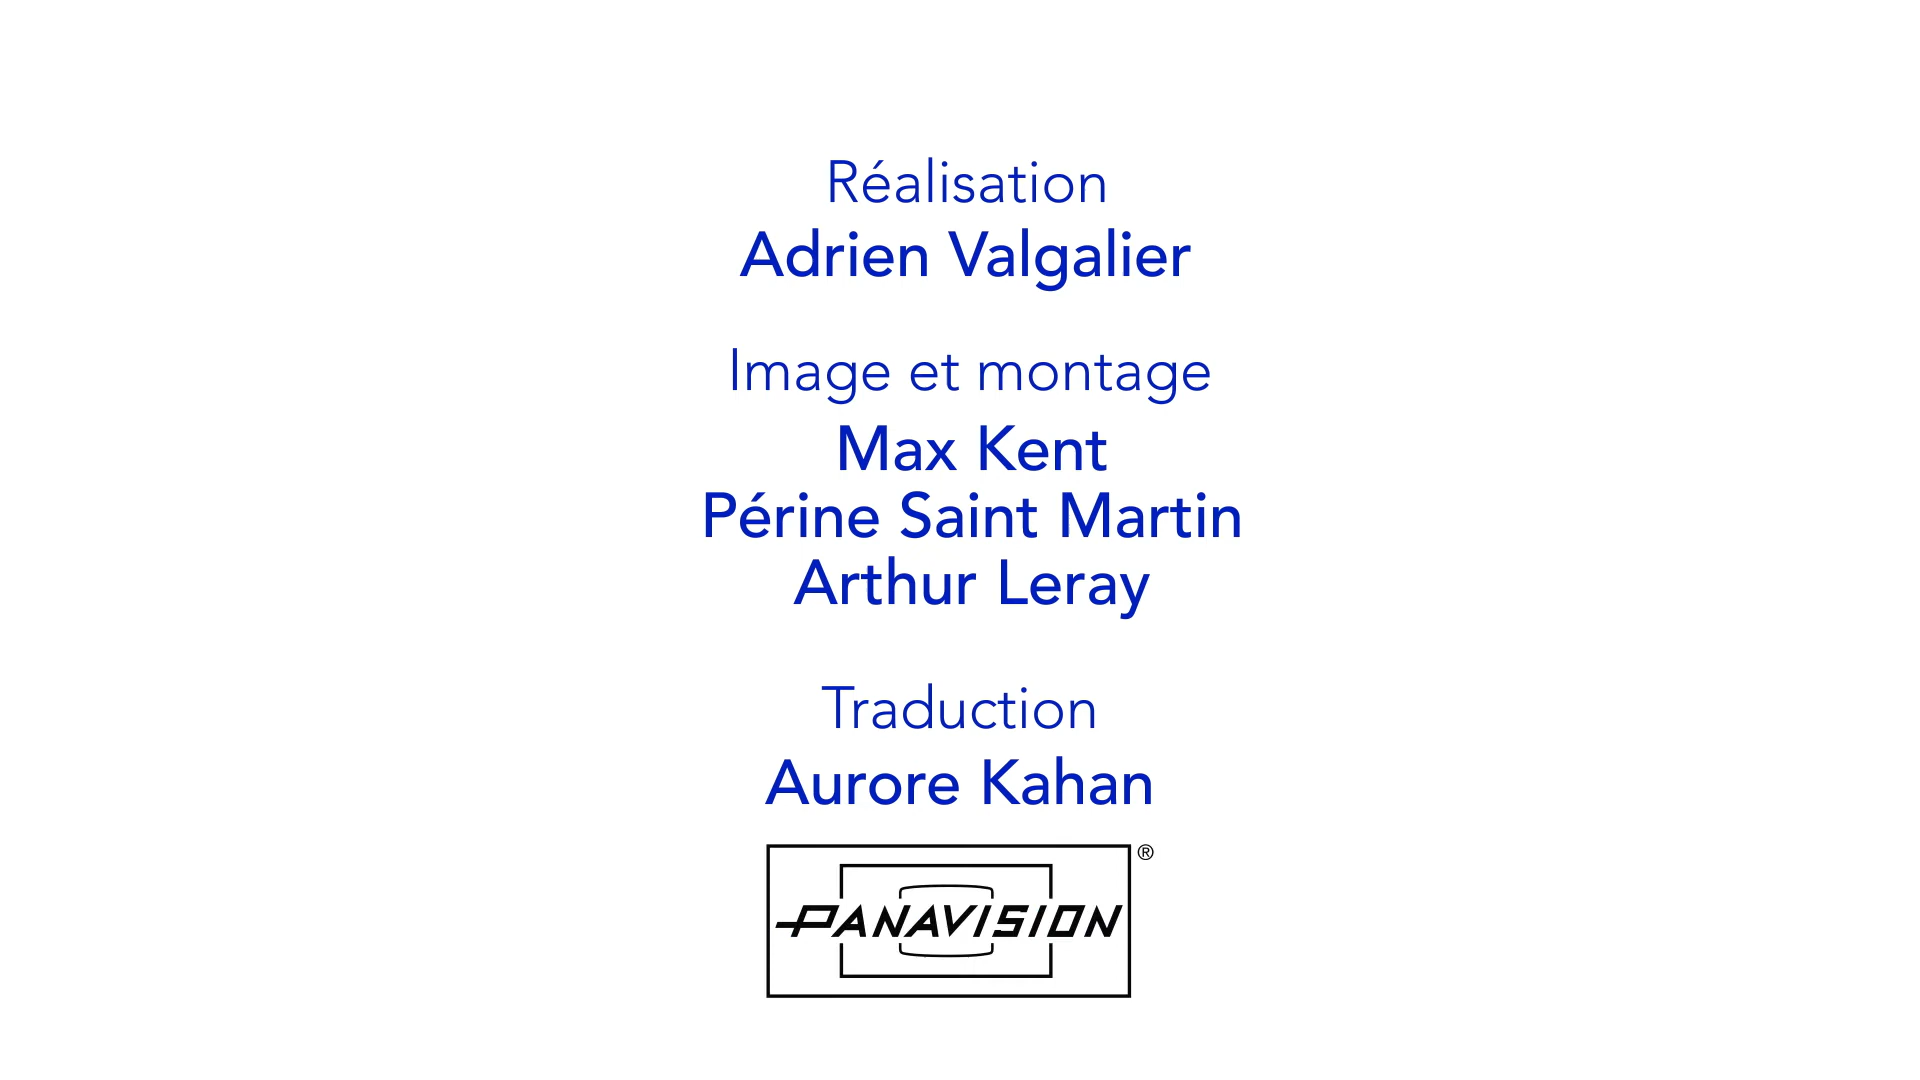 Réalisation
Adrien Valgalier
Image et montage
Max Kent
Périne Saint Martin
Arthur Leray
Traduction
Aurore Kahan
PANAVISION ®